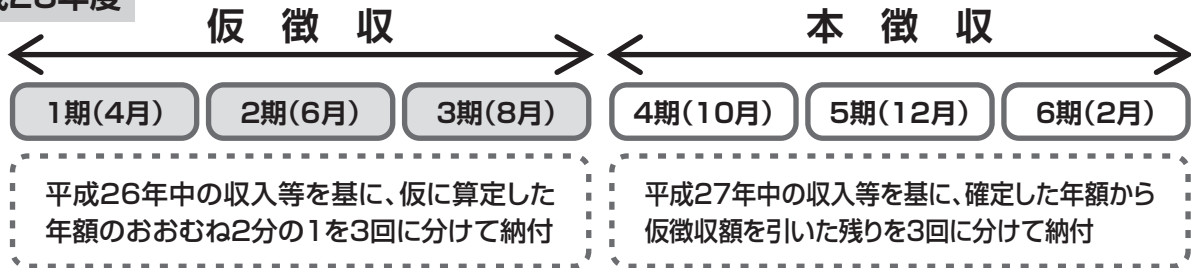 仮徴収
本徴収
1期(4月)
2期(6月)
3期(8月)
4期(10月)
5期(12月)
6期(2月)
平成26年中の収入等を基に、仮に算定した
年額のおおむね2分の1を3回に分けて納付
平成27年中の収入等を基に、確定した年額から
仮徴収額を引いた残りを3回に分けて納付